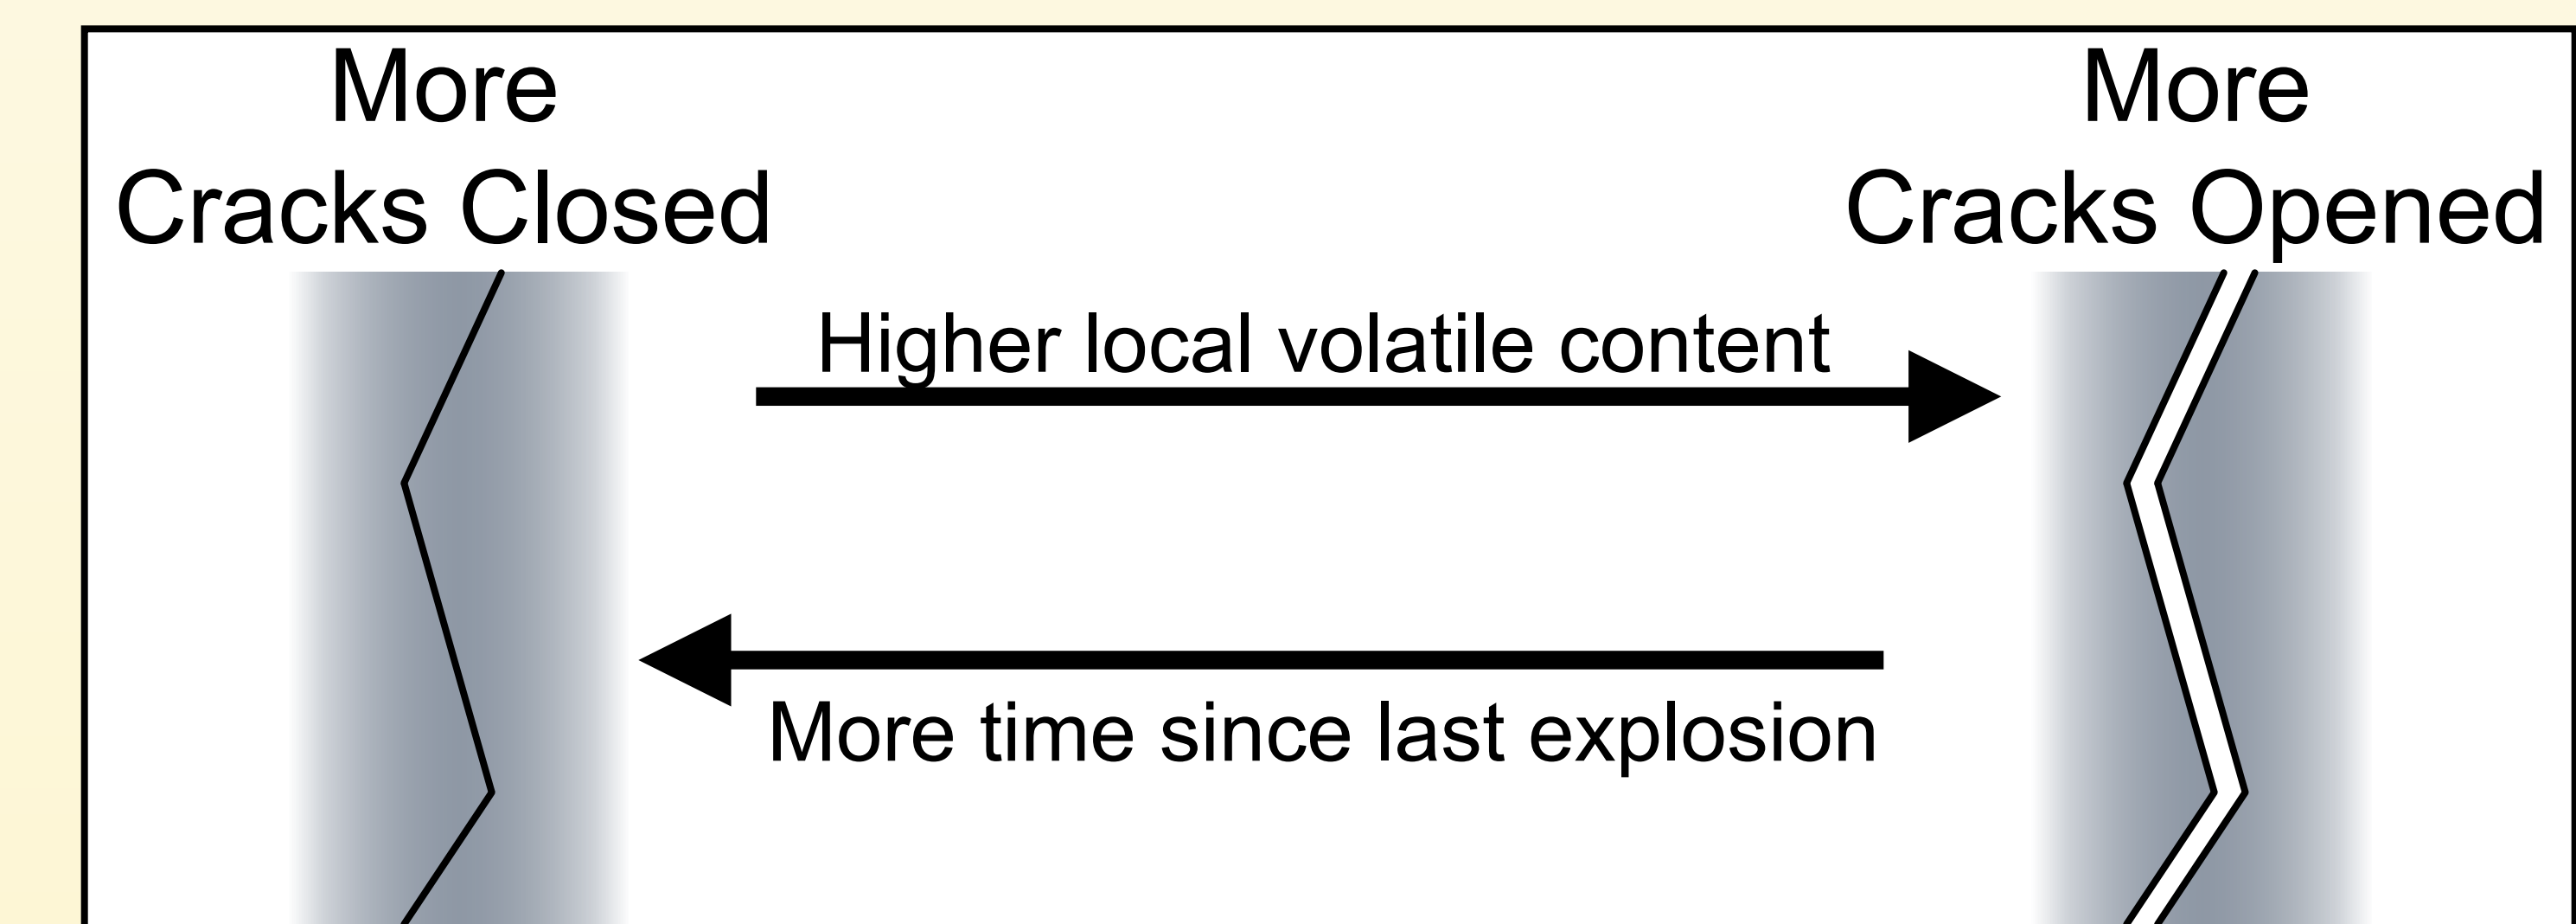 More
Cracks Closed
More
Cracks Opened
Higher local volatile content
More time since last explosion